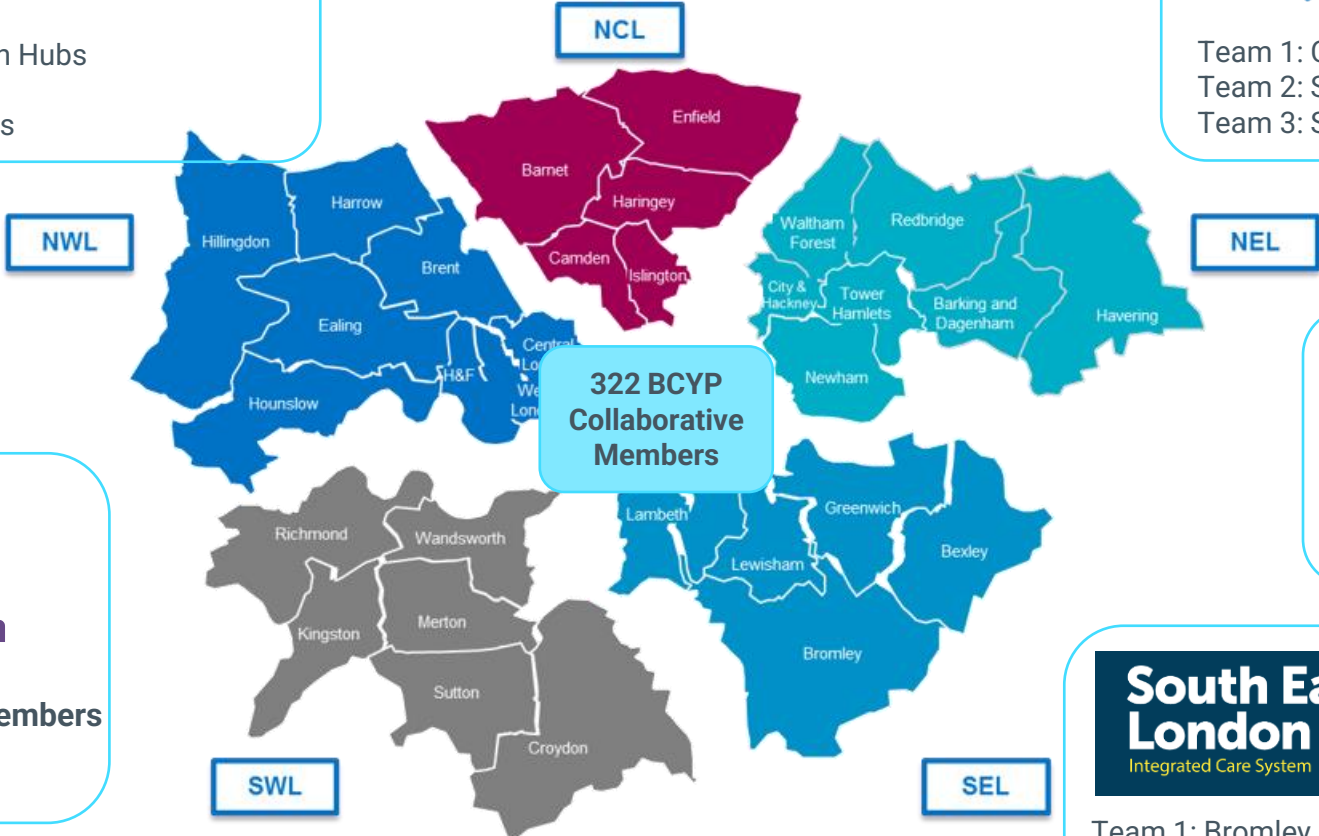 n Hubs
s
NCL
Team 1:
Team 2:
Team 3:
Enfield
Barnet
Haringey
Camden
Islington
NWL
Harrow
Hillingdon
Brent
Ealing
H&F
Hounslow
Central
NEL
Waltham
Forest
Redbridge
City &
Hackney
Tower
Hamlets
Barking and
Dagenham
Havering
Newham
322 BCYP
Collaborative
Members
embers
Richmond
Wandsworth
Kingston
Merton
Sutton
Croydon
SWL
Lambeth
Lewisham
Greenwich
Bexley
Bromley
SEL
South Ea
London
Integrated Care System
Team 1: Bromley